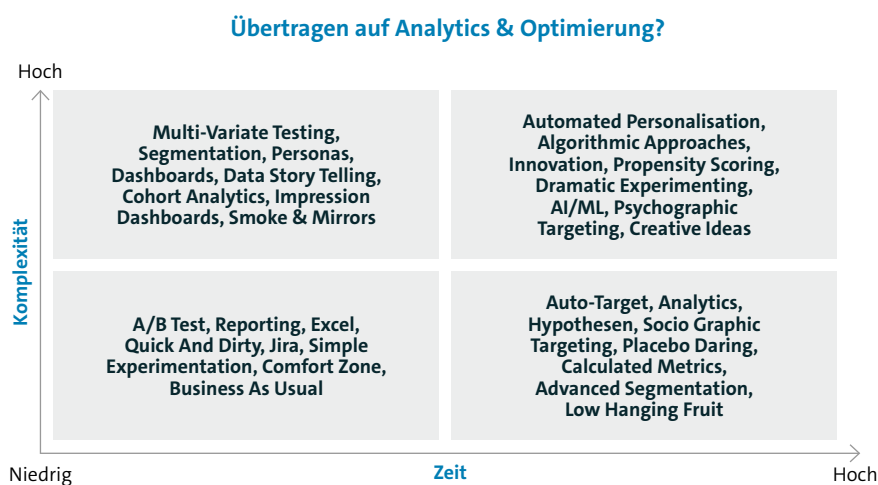 Übertragen auf Analytics & Optimierung?
Hoch
Multi-Variate Testing,
Segmentation, Personas,
Dashboards, Data Story Telling,
Cohort Analytics, Impression
Dashboards, Smoke & Mirrors
Automated Personalisation,
Algorithmic Approaches,
Innovation, Propensity Scoring,
Dramatic Experimenting,
AI/ML, Psychographic
Targeting, Creative Ideas
Komplexität
A/B Test, Reporting, Excel,
Quick And Dirty, Jira, Simple
Experimentation, Comfort Zone,
Business As Usual
Auto-Target, Analytics,
Hypothesen, Socio Graphic
Targeting, Placebo Daring,
Calculated Metrics,
Advanced Segmentation,
Low Hanging Fruit
Niedrig
Zeit
Hoch